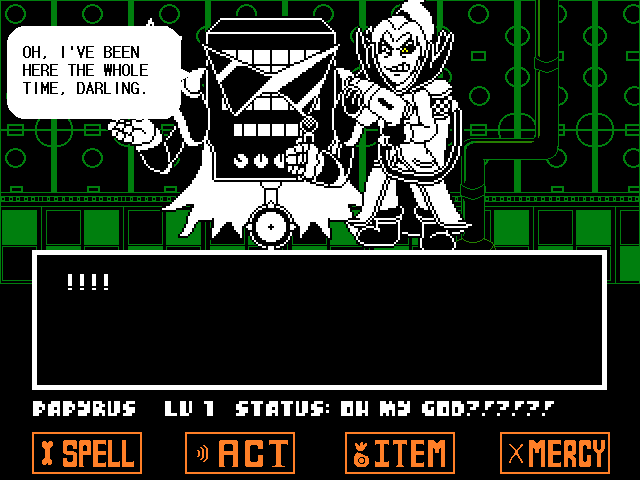 OH, I'VE BEEN
HERE THE WHOLE
TIME, DARLING.
!!!!
PAPYRUS LV 1 STATUS: OH MY GOD?!?!?!
SPELL ACT ITEM MERCY